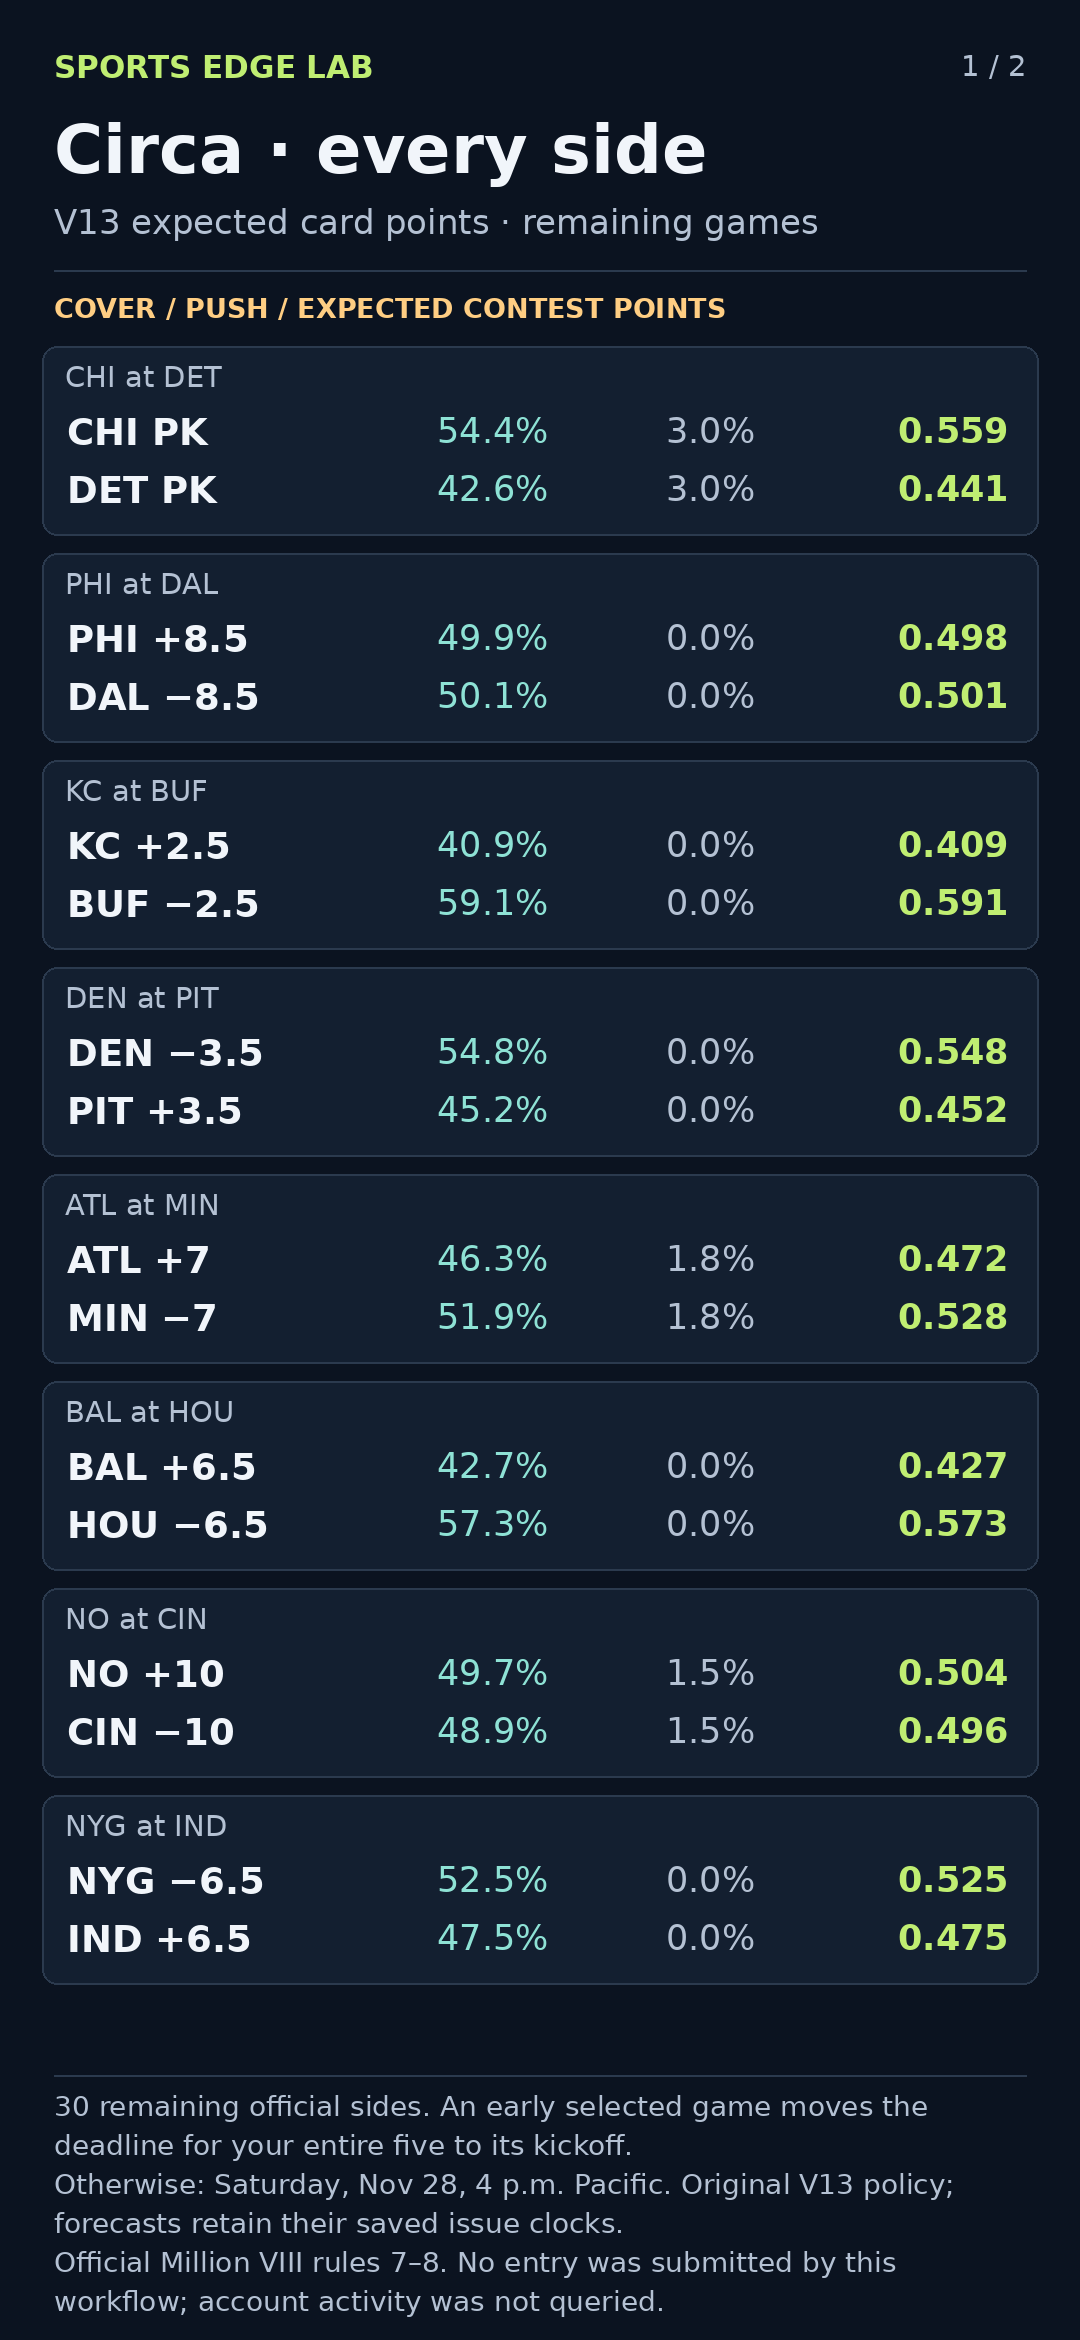 SPORTS EDGE LAB 1 / 2
Circa · every side
V13 expected card points · remaining games
COVER / PUSH / EXPECTED CONTEST POINTS
CHI at DET
CHI PK 54.4% 3.0% 0.559
DET PK 42.6% 3.0% 0.441
PHI at DAL
PHI +8.5 49.9% 0.0% 0.498
DAL −8.5 50.1% 0.0% 0.501
KC at BUF
KC +2.5 40.9% 0.0% 0.409
BUF −2.5 59.1% 0.0% 0.591
DEN at PIT
DEN −3.5 54.8% 0.0% 0.548
PIT +3.5 45.2% 0.0% 0.452
ATL at MIN
ATL +7 46.3% 1.8% 0.472
MIN −7 51.9% 1.8% 0.528
BAL at HOU
BAL +6.5 42.7% 0.0% 0.427
HOU −6.5 57.3% 0.0% 0.573
NO at CIN
NO +10 49.7% 1.5% 0.504
CIN −10 48.9% 1.5% 0.496
NYG at IND
NYG −6.5 52.5% 0.0% 0.525
IND +6.5 47.5% 0.0% 0.475
30 remaining official sides. An early selected game moves the
deadline for your entire five to its kickoff.
Otherwise: Saturday, Nov 28, 4 p.m. Pacific. Original V13 policy;
forecasts retain their saved issue clocks.
Official Million VIII rules 7–8. No entry was submitted by this
workflow; account activity was not queried.